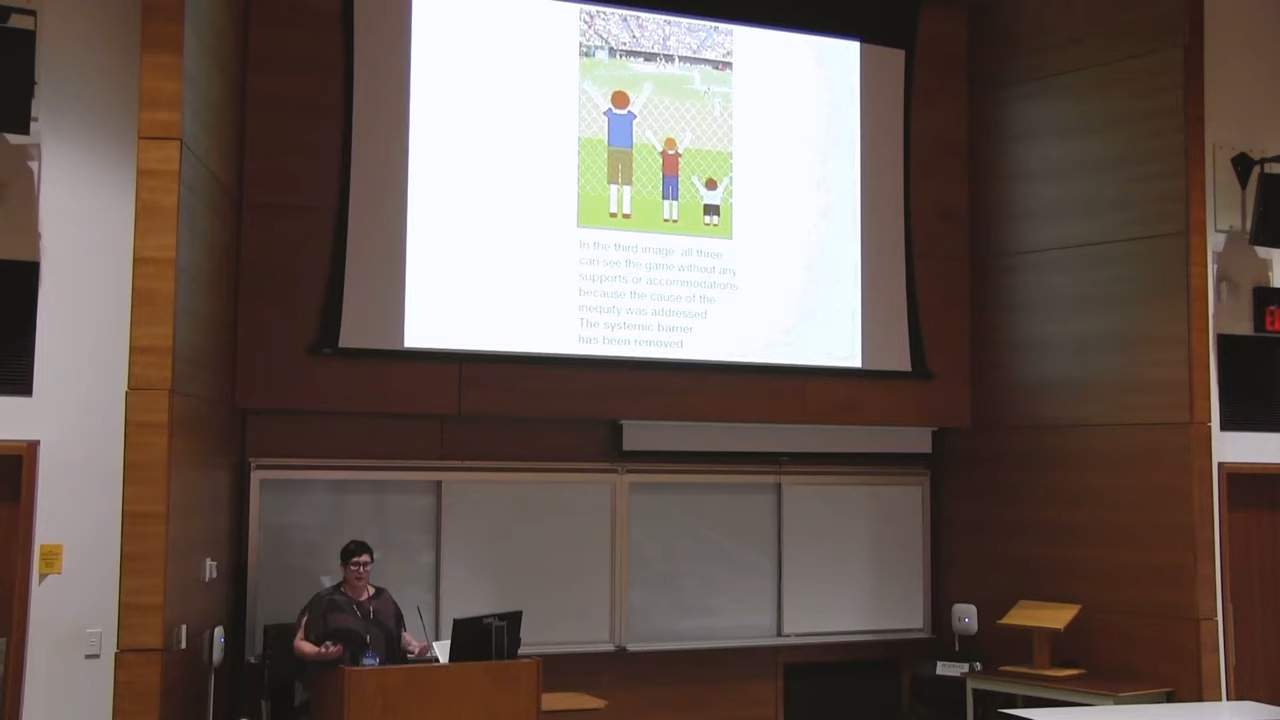 In the third image, all three
can see the game without any
supports or accommodations
because the cause of the
inequity was addressed
The systemic barrier
has been removed
RESERVED